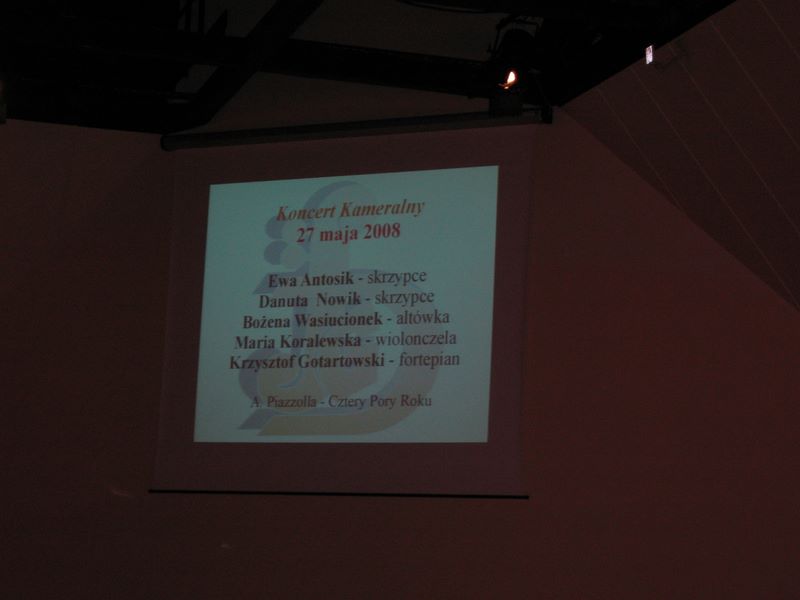 Koncert Kameralny
27 maja 2008
Ewa Antosik - skrzypce
Danuta Nowik - skrzypce
Bożena Wasiucionek - altówka
Maria Koralewska - wiolonczela
Krzysztof Gotartowski - fortepian
A. Piazzolla - Cztery Pory Roku